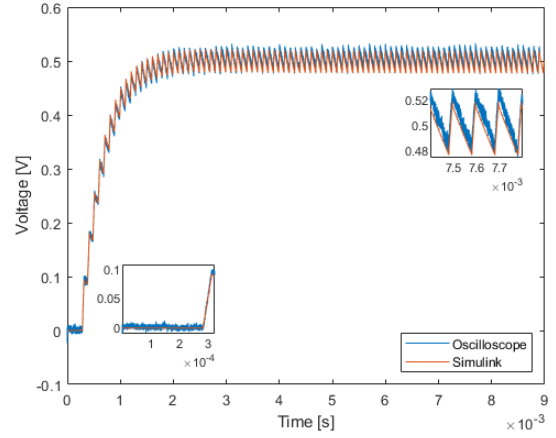 0.6
0.5
0.4
0.3
0.2
0.1
0
-0.1
Voltage [V]
0.52
0.5
0.48
7.5 7.6 7.7
×10⁻³
0.1
0.05
0
1 2 3
×10⁻⁴
Oscilloscope
Simulink
0 1 2 3 4 5 6 7 8 9
Time [s]
×10⁻³